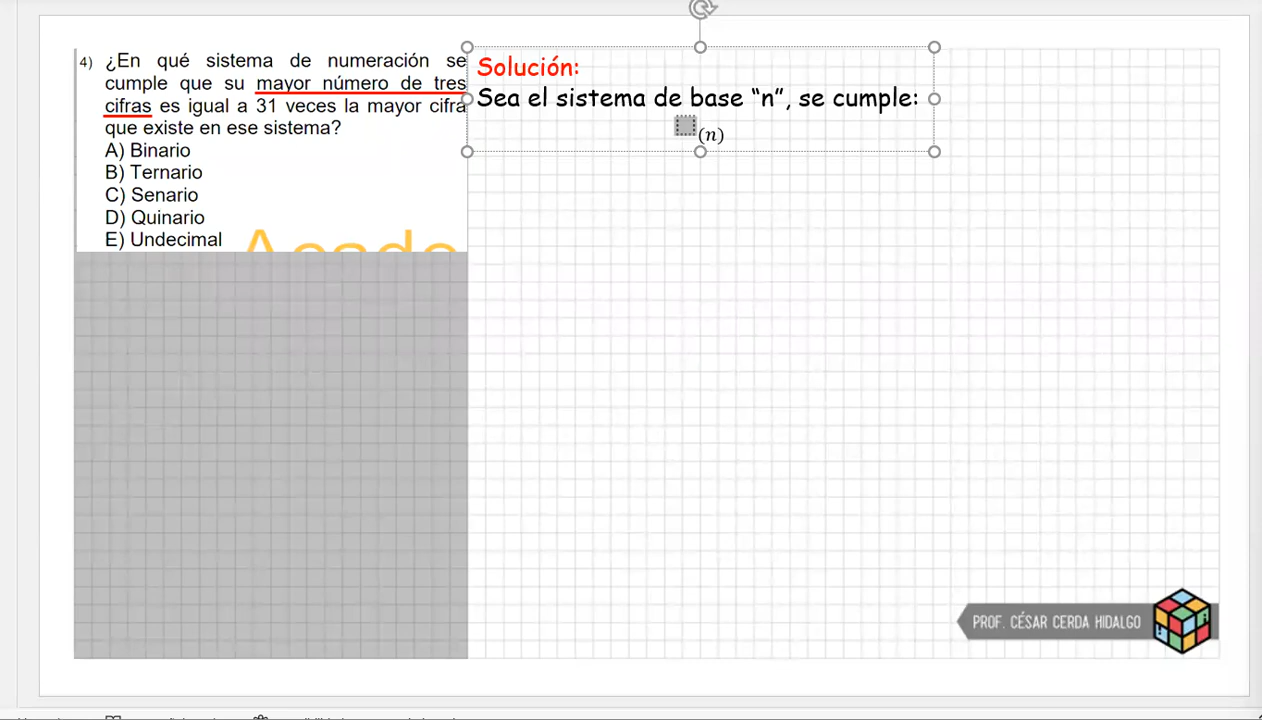 4) ¿En qué sistema de numeración se
cumple que su mayor número de tres
cifras es igual a 31 veces la mayor cifra
que existe en ese sistema?
A) Binario
B) Ternario
C) Senario
D) Quinario
E) Undecimal
Solución:
Sea el sistema de base “n”, se cumple:
(n)
PROF. CÉSAR CERDA HIDALGO